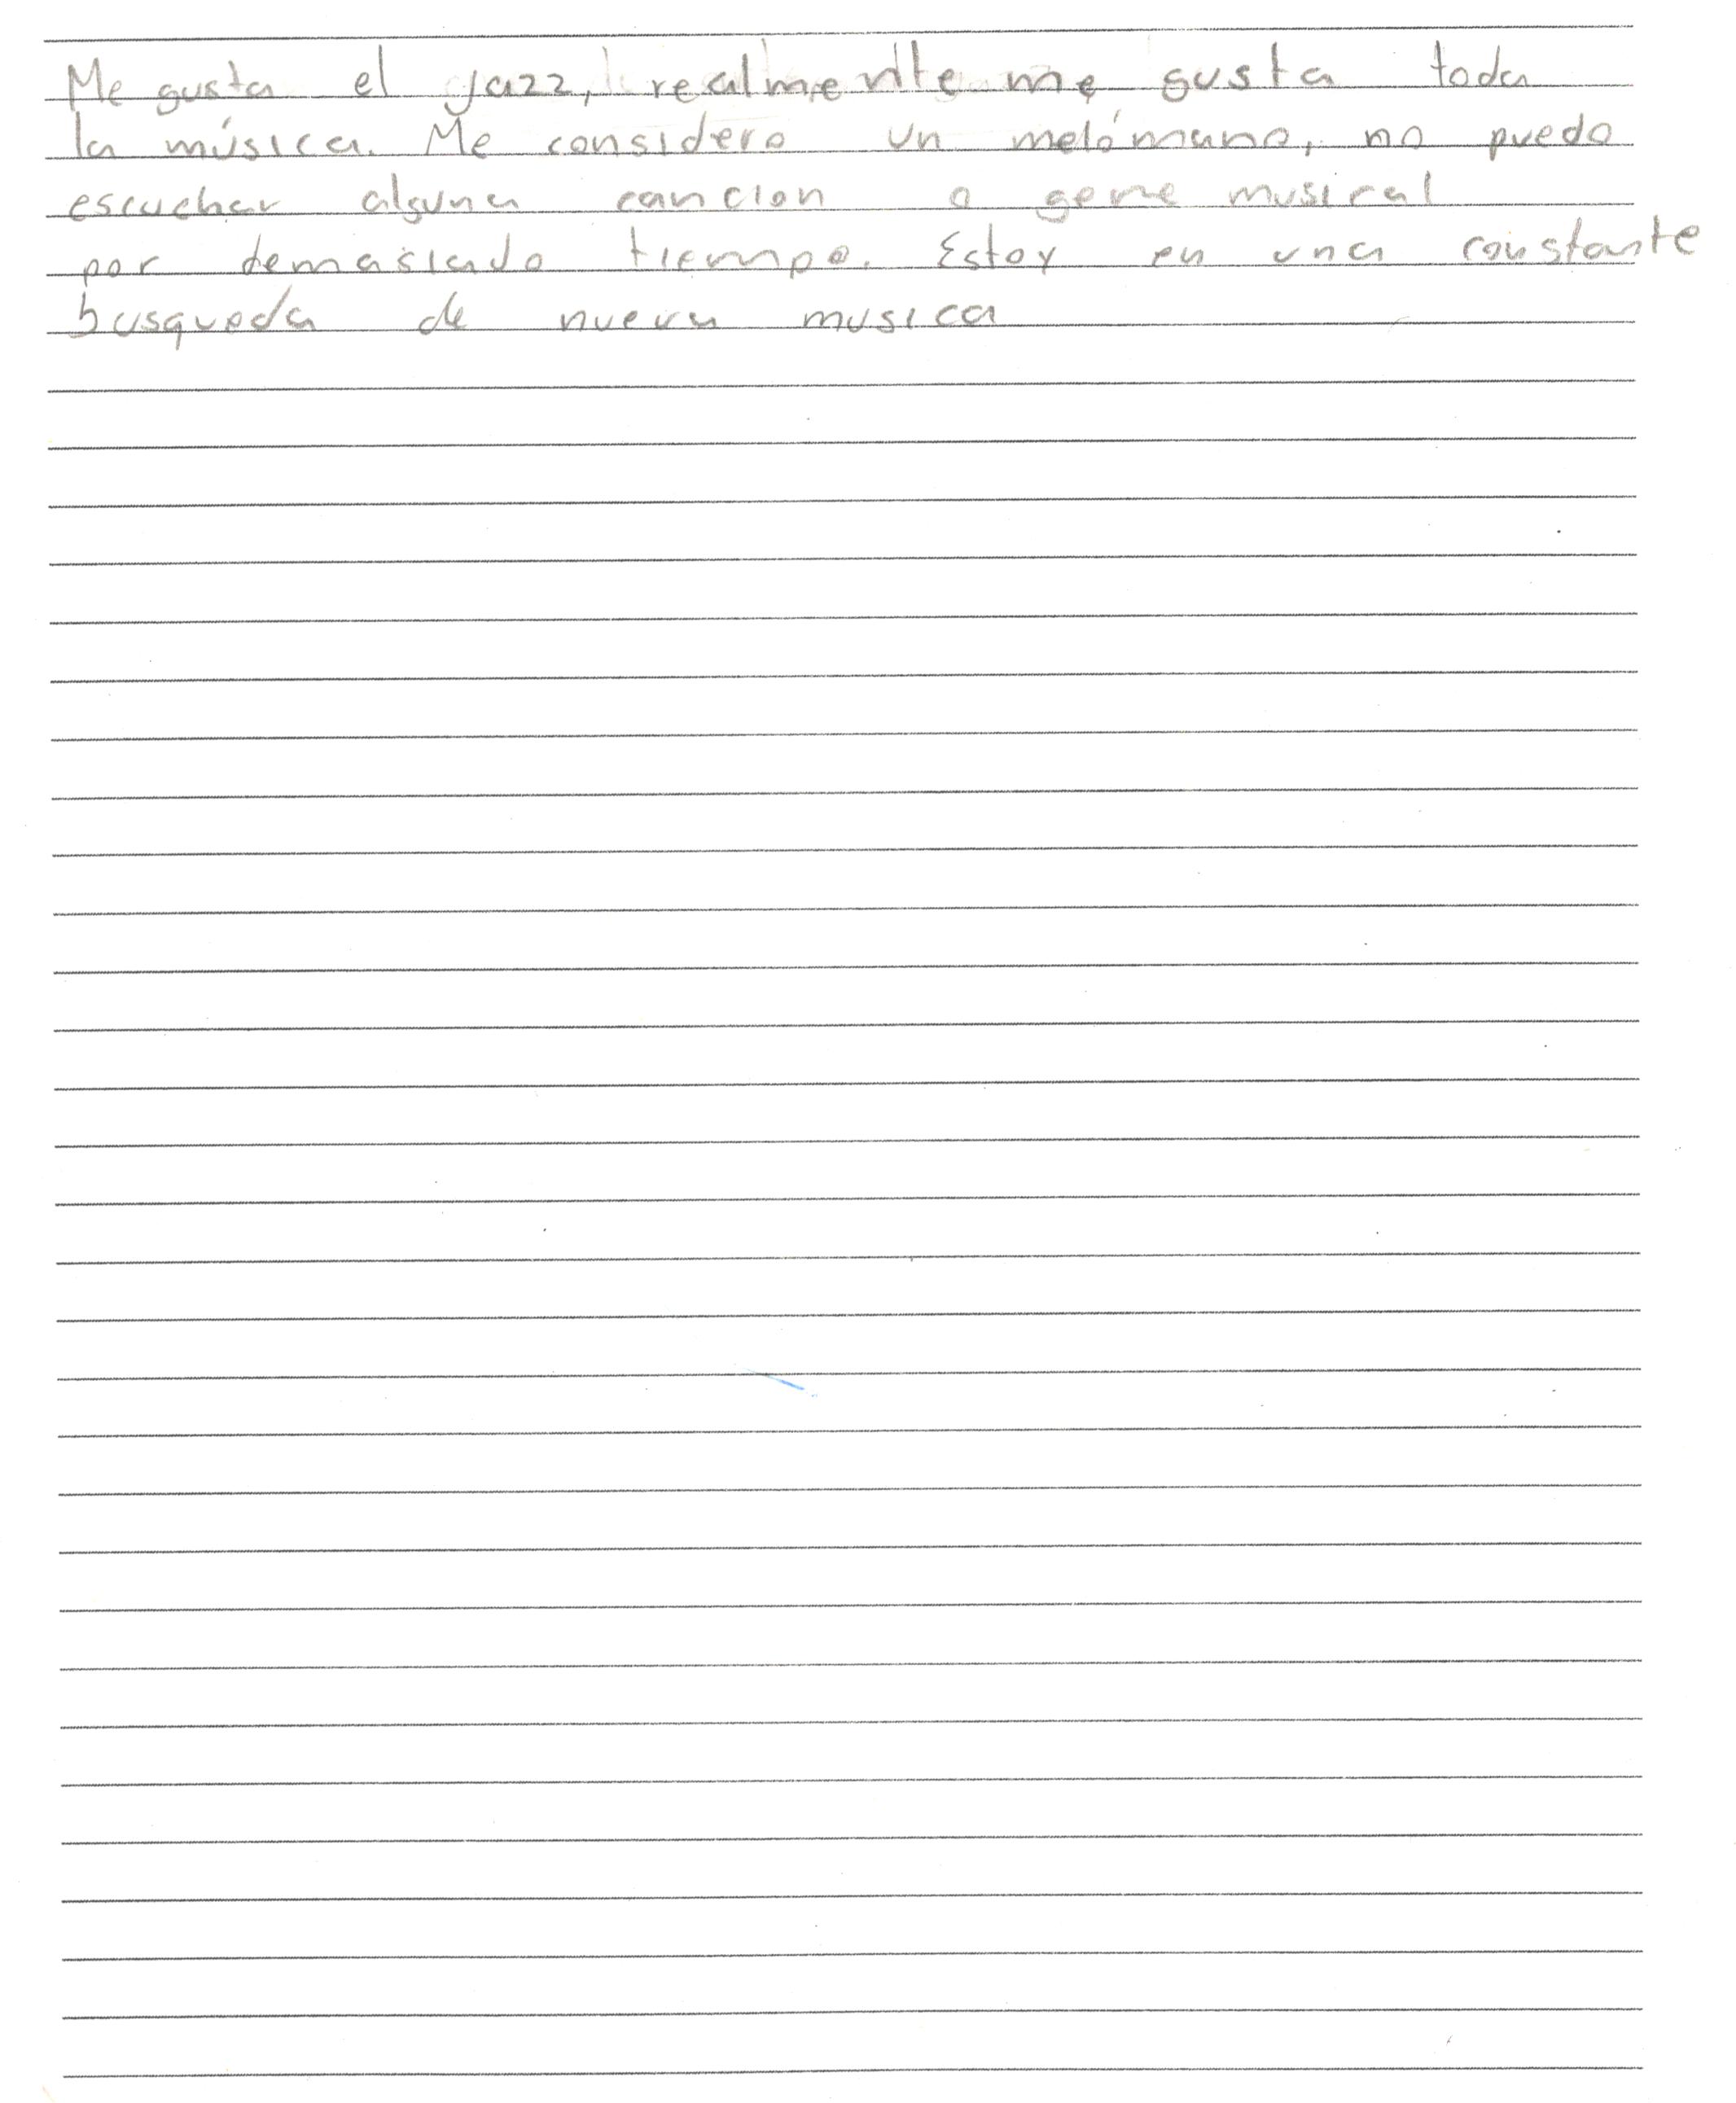 Me gusta el jazz, realmente me gusta toda
la música. Me considero un melómano, no puedo
escuchar alguna cancion o gene musical
por demasiado tiempo. Estoy en una constante
busqueda de nueva musica